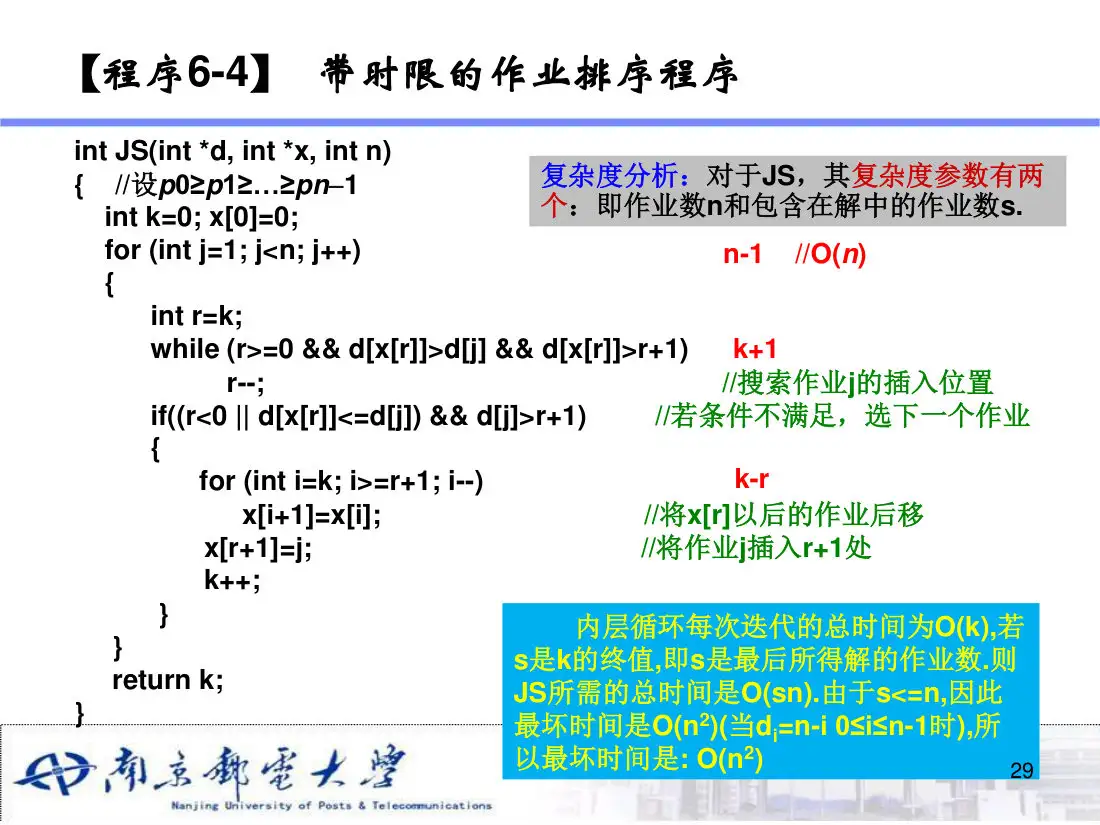 【程序6-4】 带时限的作业排序程序
int JS(int *d, int *x, int n)
{ //设p0≥p1≥…≥pn–1
int k=0; x[0]=0;
for (int j=1; j<n; j++)
{
int r=k;
while (r>=0 && d[x[r]]>d[j] && d[x[r]]>r+1) k+1
r--; //搜索作业j的插入位置
if((r<0 || d[x[r]]<=d[j]) && d[j]>r+1) //若条件不满足，选下一个作业
{
for (int i=k; i>=r+1; i--) k-r
x[i+1]=x[i]; //将x[r]以后的作业后移
x[r+1]=j; //将作业j插入r+1处
k++;
}
}
return k;
}
复杂度分析：对于JS，其复杂度参数有两
个：即作业数n和包含在解中的作业数s.
n-1 //O(n)
内层循环每次迭代的总时间为O(k),若
s是k的终值,即s是最后所得解的作业数.则
JS所需的总时间是O(sn).由于s<=n,因此
最坏时间是O(n²)(当di=n-i 0≤i≤n-1时),所
以最坏时间是: O(n²)
29
南京邮电大学
Nanjing University of Posts & Telecommunications